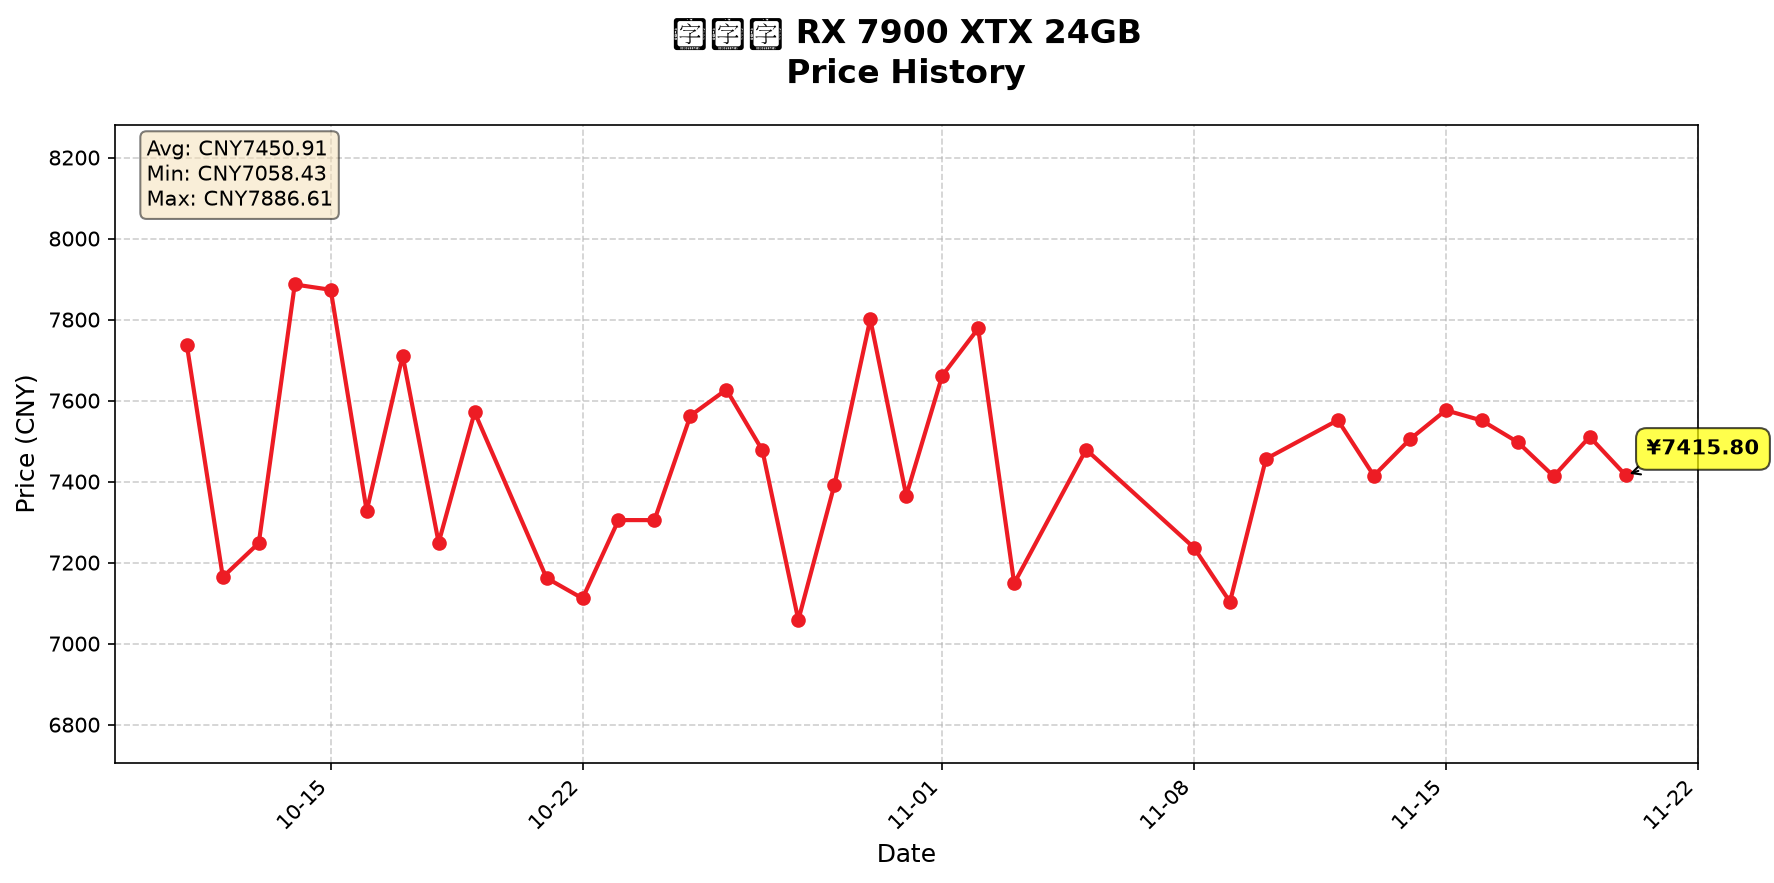 RX 7900 XTX 24GB
Price History
Avg: CNY7450.91
Min: CNY7058.43
Max: CNY7886.61
8200
8000
7800
7600
7400
7200
7000
6800
Price (CNY)
¥7415.80
10-15
10-22
11-01
11-08
11-15
11-22
Date